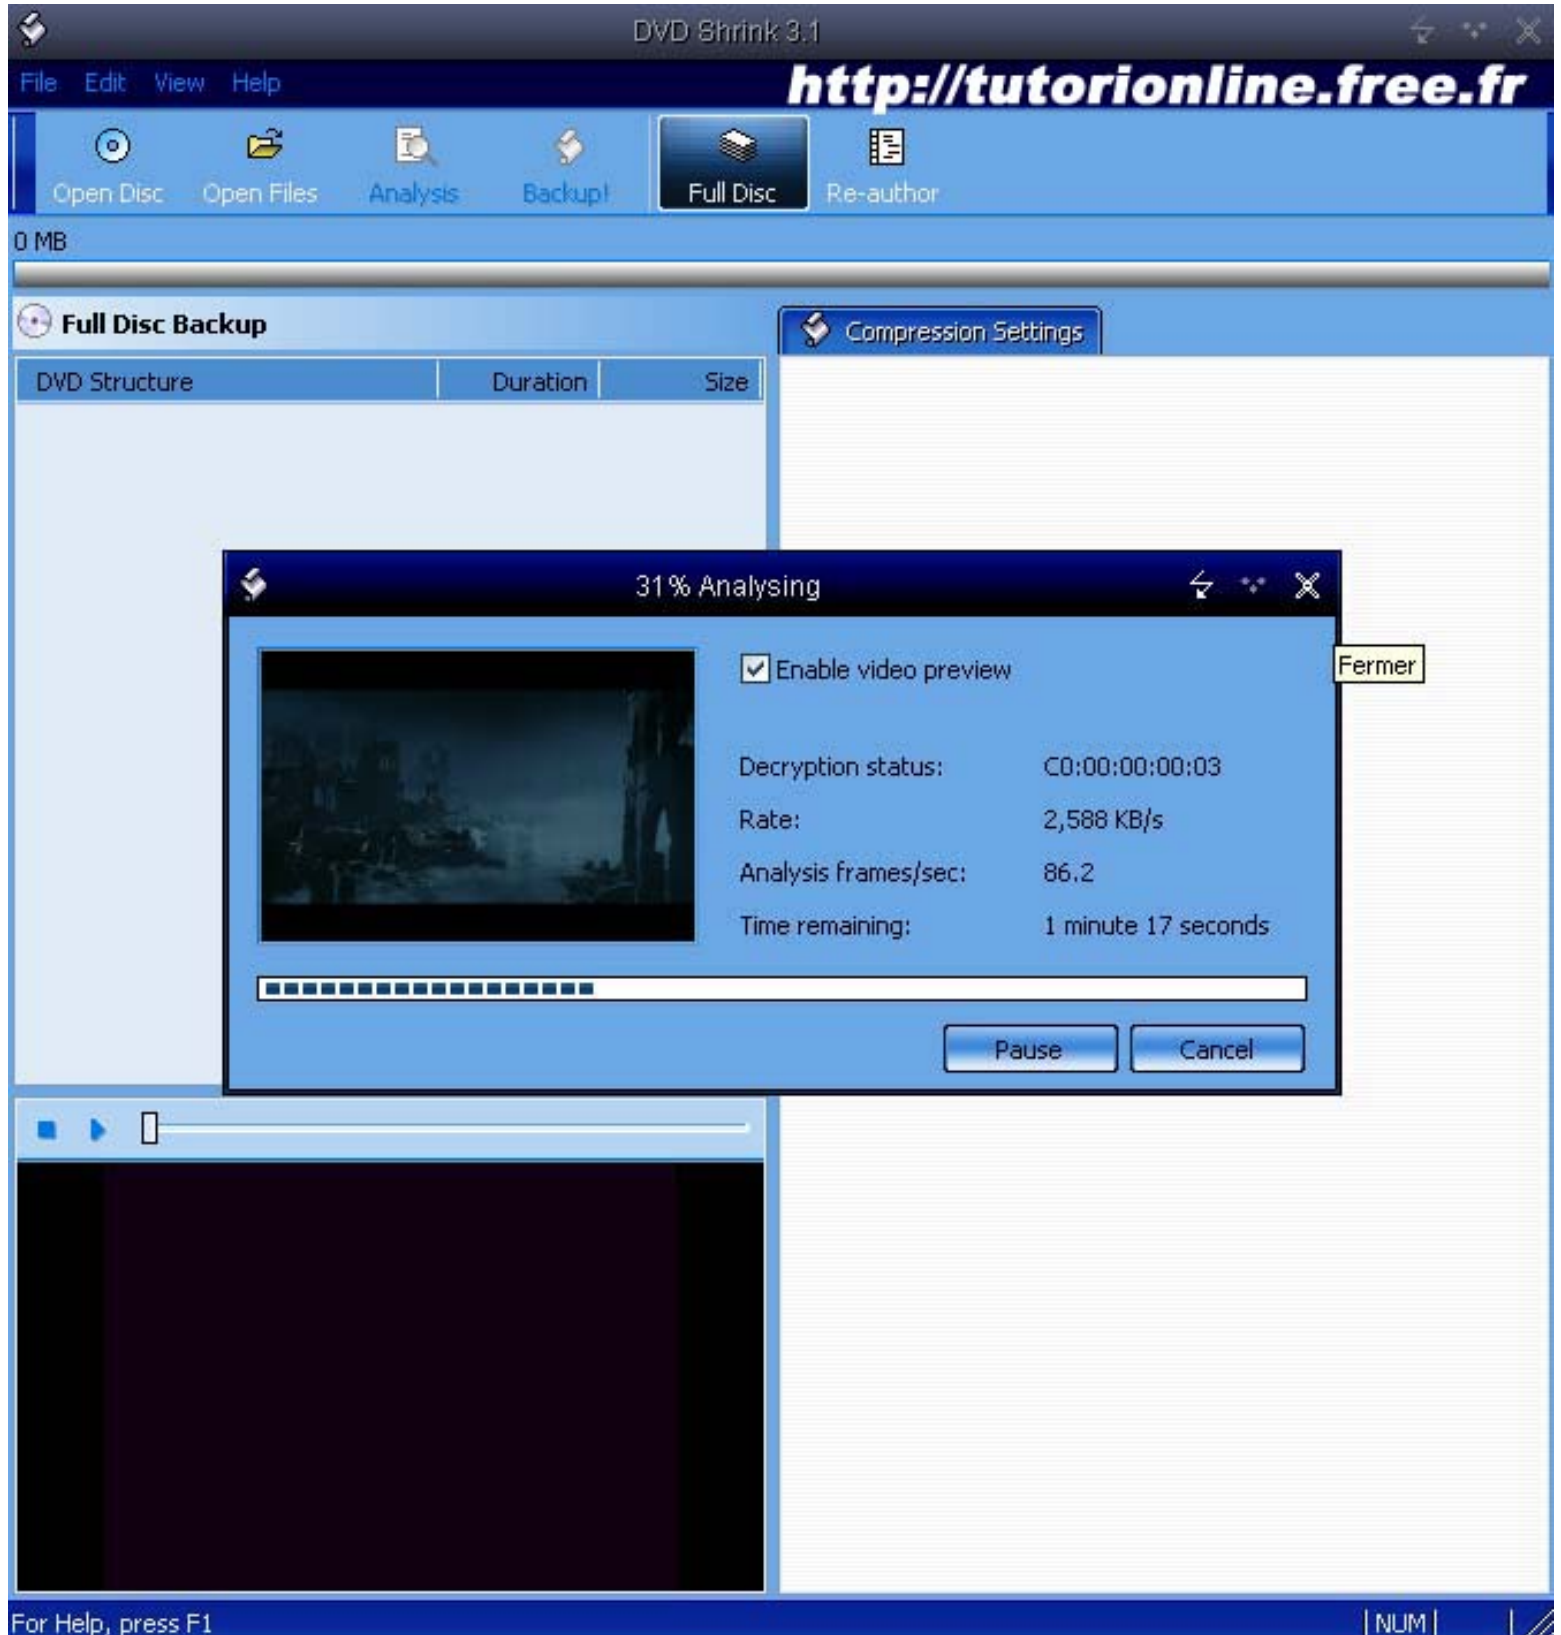 DVD Shrink 3.1
File Edit View Help
http://tutorionline.free.fr
Open Disc Open Files Analysis Backup! Full Disc Re-author
0 MB
Full Disc Backup
Compression Settings
DVD Structure Duration Size
31% Analysing
Enable video preview
Fermer
Decryption status: C0:00:00:00:03
Rate: 2,588 KB/s
Analysis frames/sec: 86.2
Time remaining: 1 minute 17 seconds
Pause Cancel
For Help, press F1
NUM